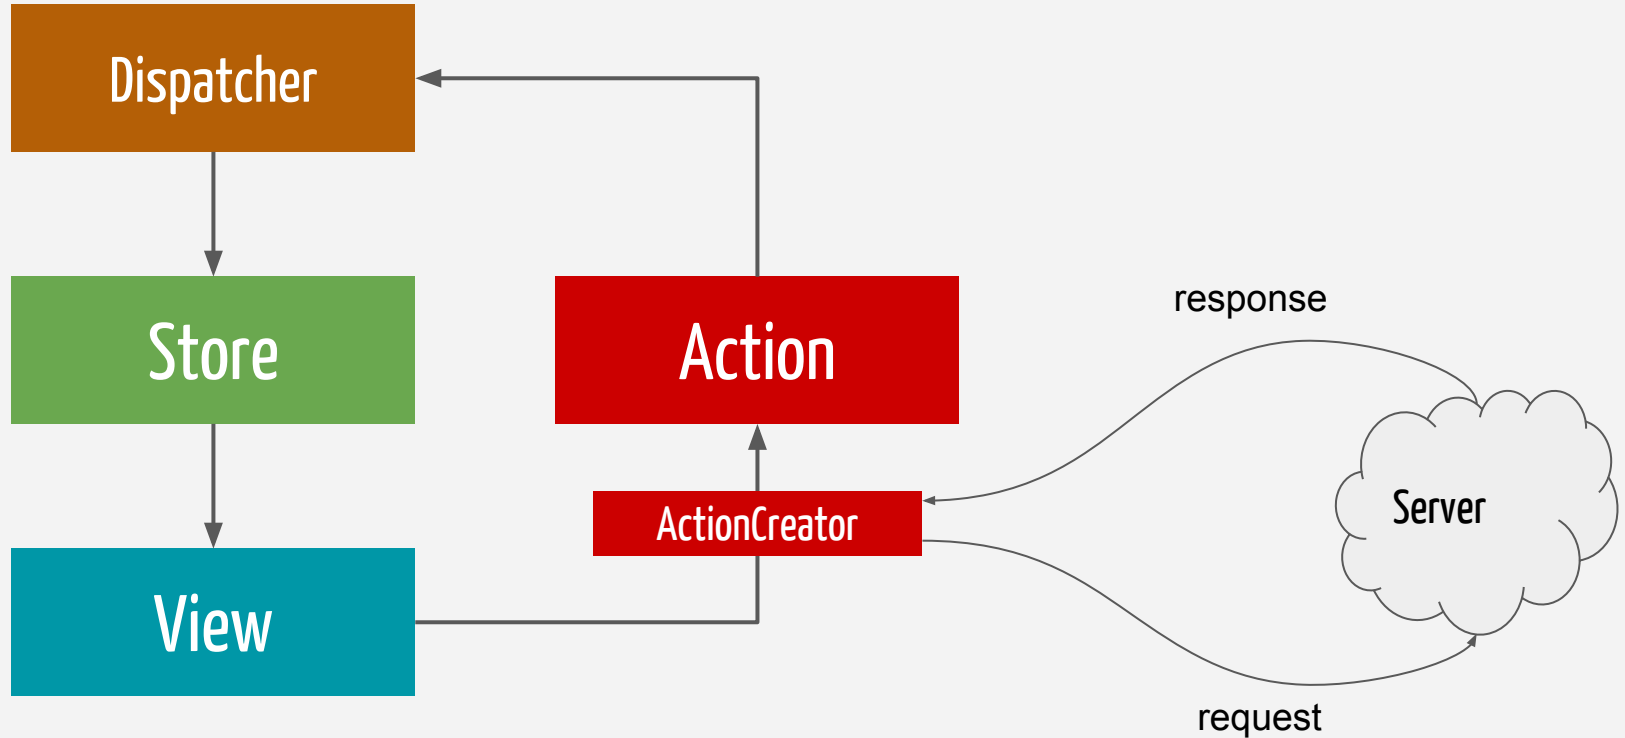 Dispatcher
Store
Action
response
Server
ActionCreator
View
request